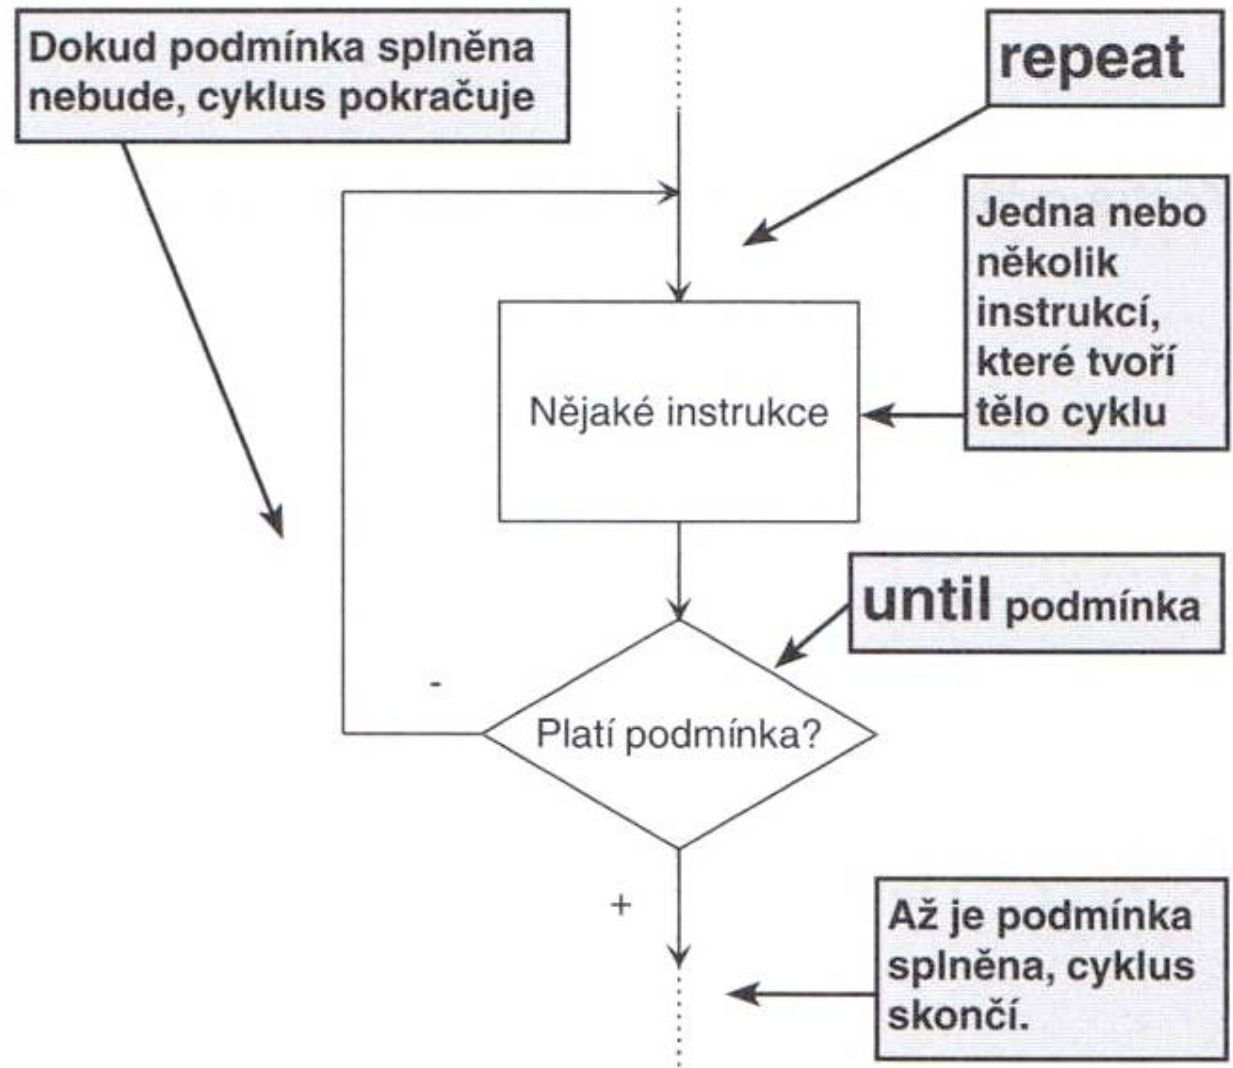 Dokud podmínka splněna
nebude, cyklus pokračuje
repeat
Jedna nebo
několik
instrukcí,
které tvoří
tělo cyklu
Nějaké instrukce
until podmínka
-
Platí podmínka?
+
Až je podmínka
splněna, cyklus
skončí.